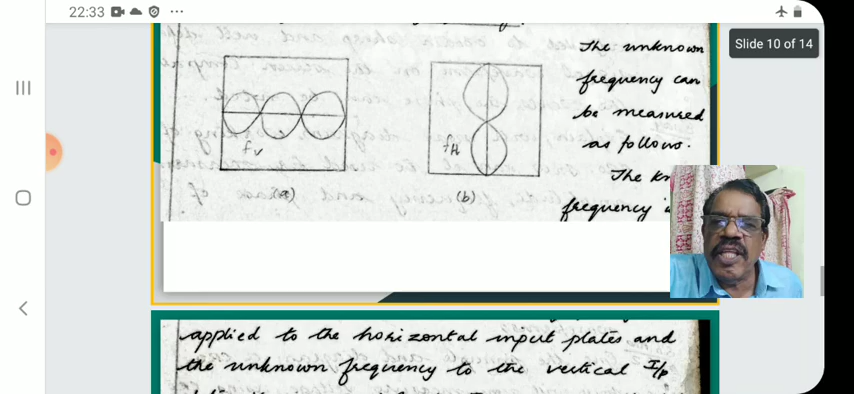 22:33
Slide 10 of 14
The unknown
frequency can
be measured
as follows.
The
frequency
fv
(a)
fH
(b)
applied to the horizontal input plates and
the unknown frequency to the vertical I/p